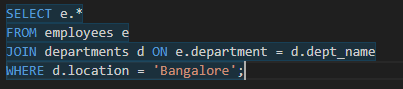 SELECT e.*
FROM employees e
JOIN departments d ON e.department = d.dept_name
WHERE d.location = 'Bangalore';